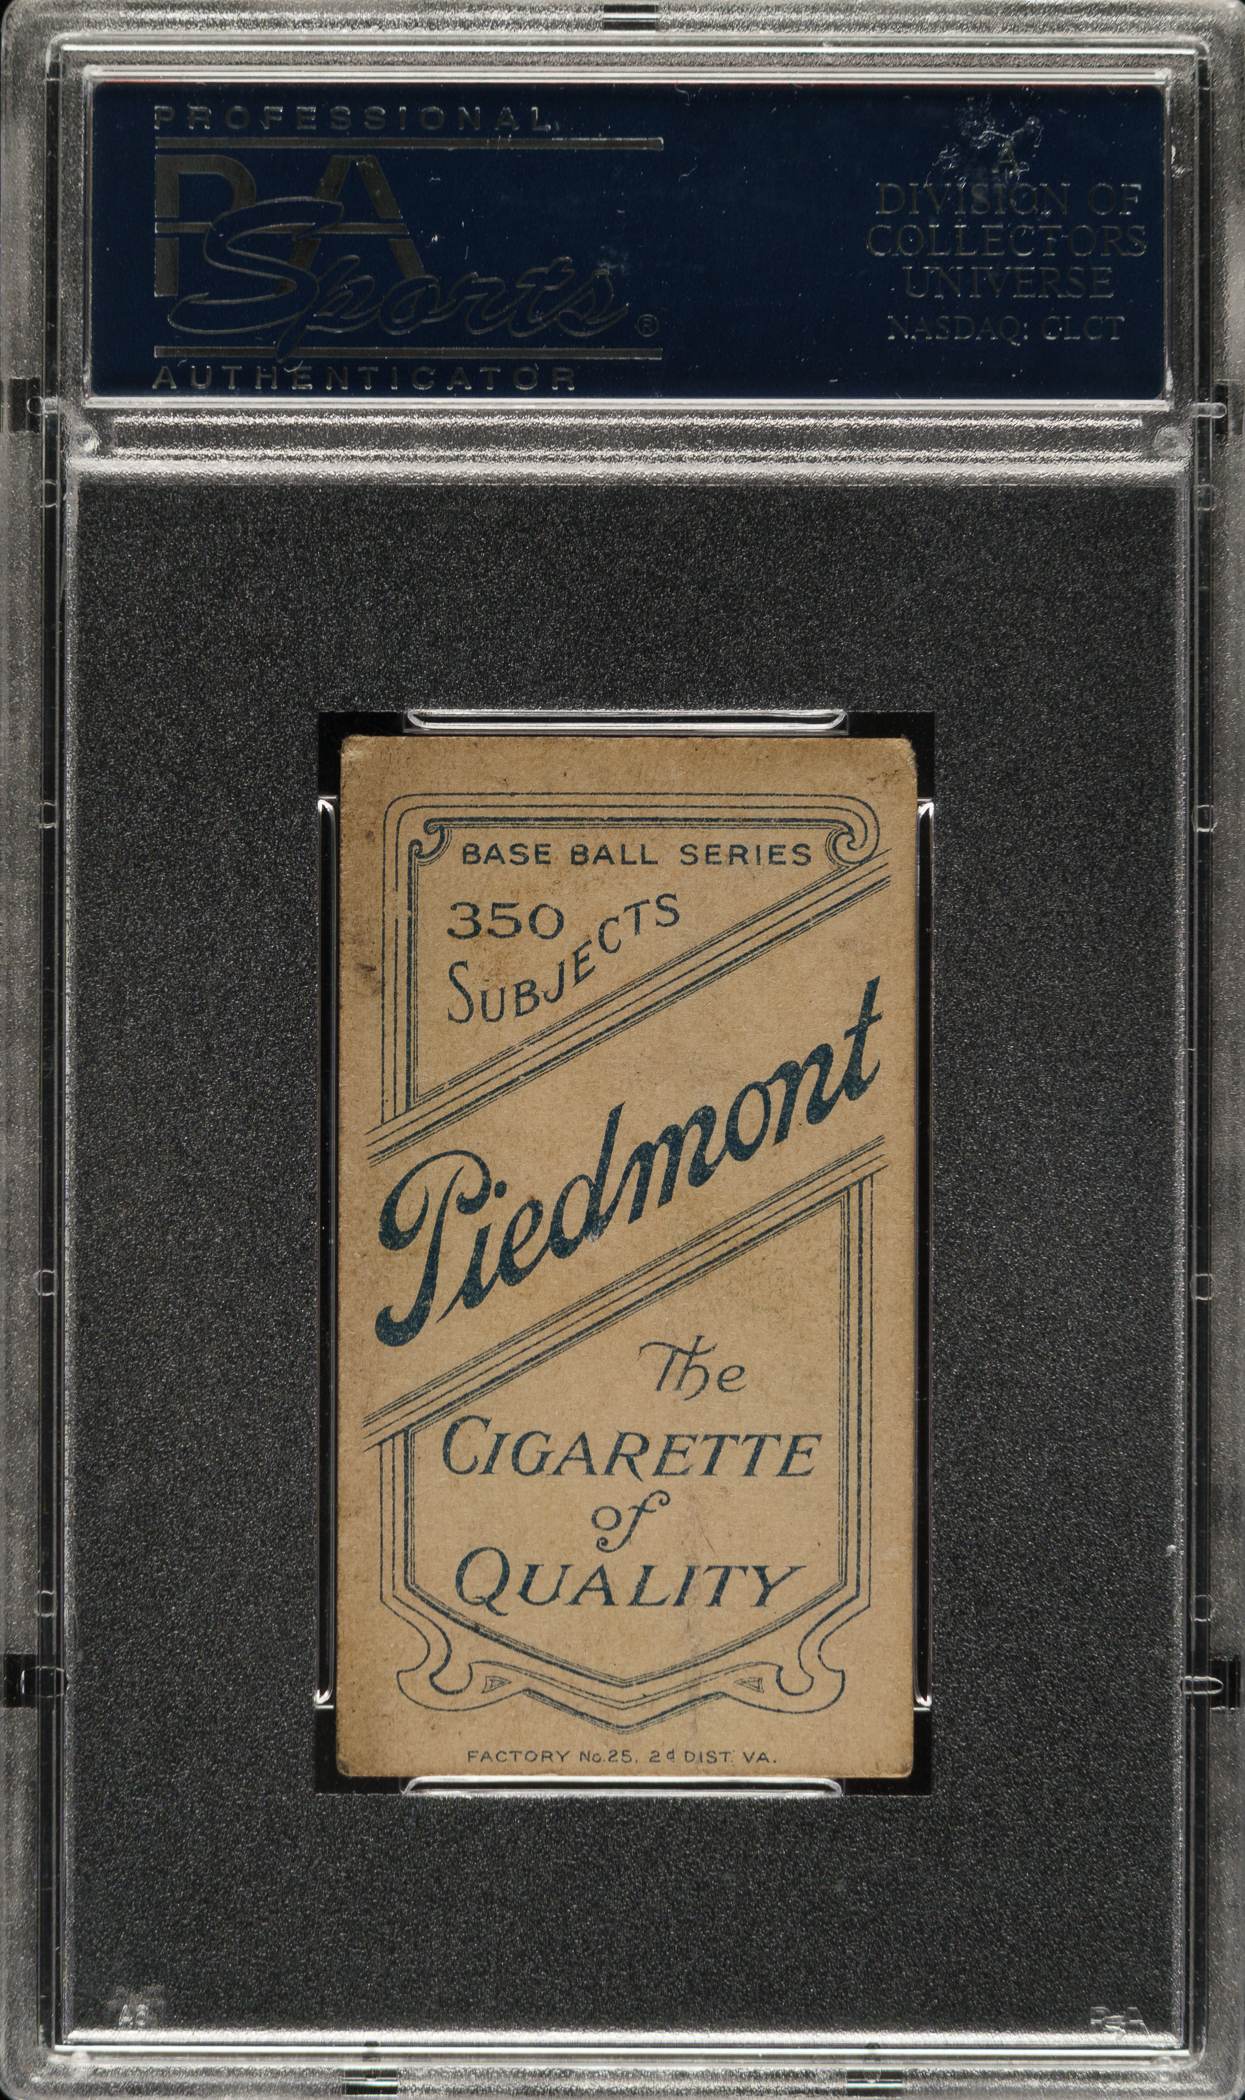 PROFESSIONAL
PSA
Sports®
AUTHENTICATOR
A
DIVISION OF
COLLECTORS
UNIVERSE
NASDAQ: CLCT
BASE BALL SERIES
350
SUBJECTS
Piedmont
The
CIGARETTE
of
QUALITY
FACTORY No.25, 2d DIST. VA.
PSA